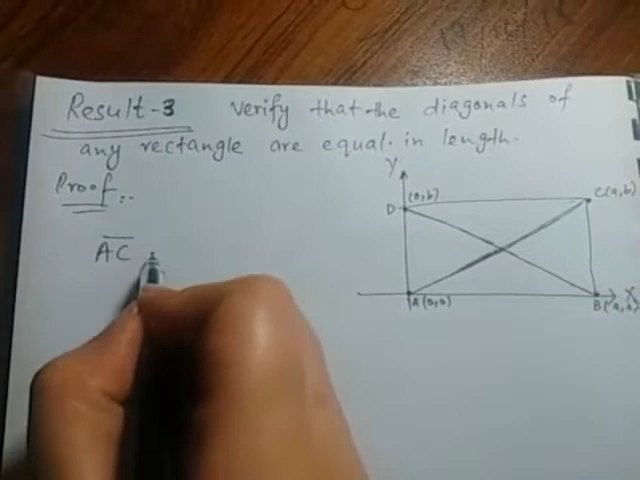 Result-3 Verify that the diagonals of
any rectangle are equal in length.
Proof:-
Y
D (0,b) C(a,b)
AC
A(0,0) B(a,0) X